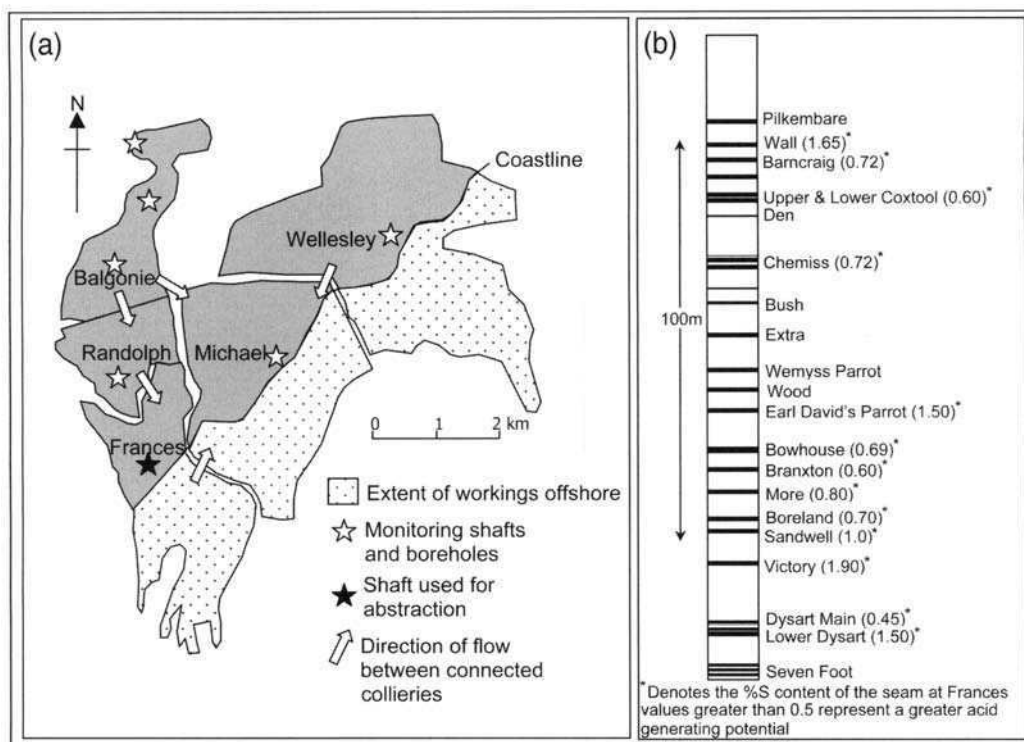 (a)
N
Coastline
Wellesley
Balgonie
Randolph
Michael
Frances
0 1 2 km
Extent of workings offshore
Monitoring shafts
and boreholes
Shaft used for
abstraction
Direction of flow
between connected
collieries
(b)
Pilkembare
Wall (1.65)*
Barncraig (0.72)*
Upper & Lower Coxtool (0.60)*
Den
Chemiss (0.72)*
Bush
100m
Extra
Wemyss Parrot
Wood
Earl David's Parrot (1.50)*
Bowhouse (0.69)*
Branxton (0.60)*
More (0.80)*
Boreland (0.70)*
Sandwell (1.0)*
Victory (1.90)*
Dysart Main (0.45)*
Lower Dysart (1.50)*
Seven Foot
*Denotes the %S content of the seam at Frances
values greater than 0.5 represent a greater acid
generating potential